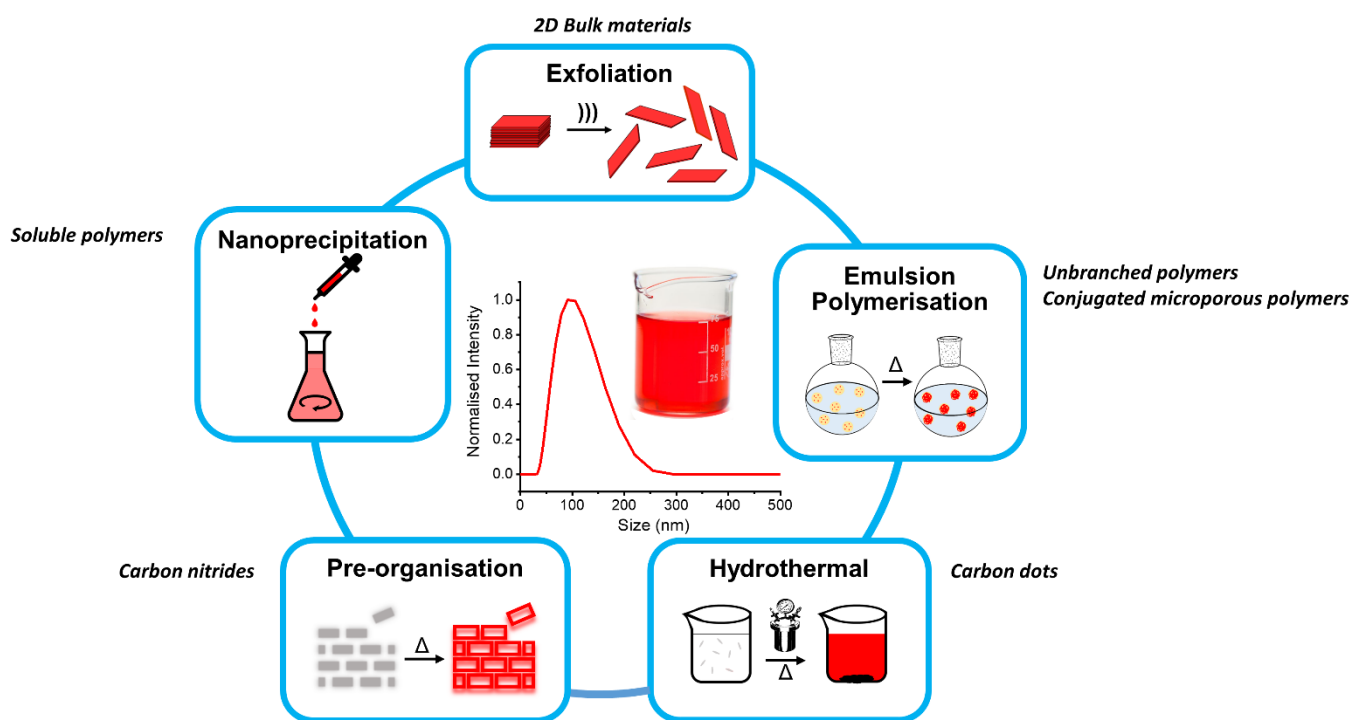 2D Bulk materials
Exfoliation
)))
Soluble polymers
Nanoprecipitation
Emulsion
Polymerisation
Δ
Unbranched polymers
Conjugated microporous polymers
Normalised Intensity
1.0
0.8
0.6
0.4
0.2
0.0
0
100
200
300
400
500
Size (nm)
50
25
Carbon nitrides
Pre-organisation
Δ
Hydrothermal
Δ
Carbon dots